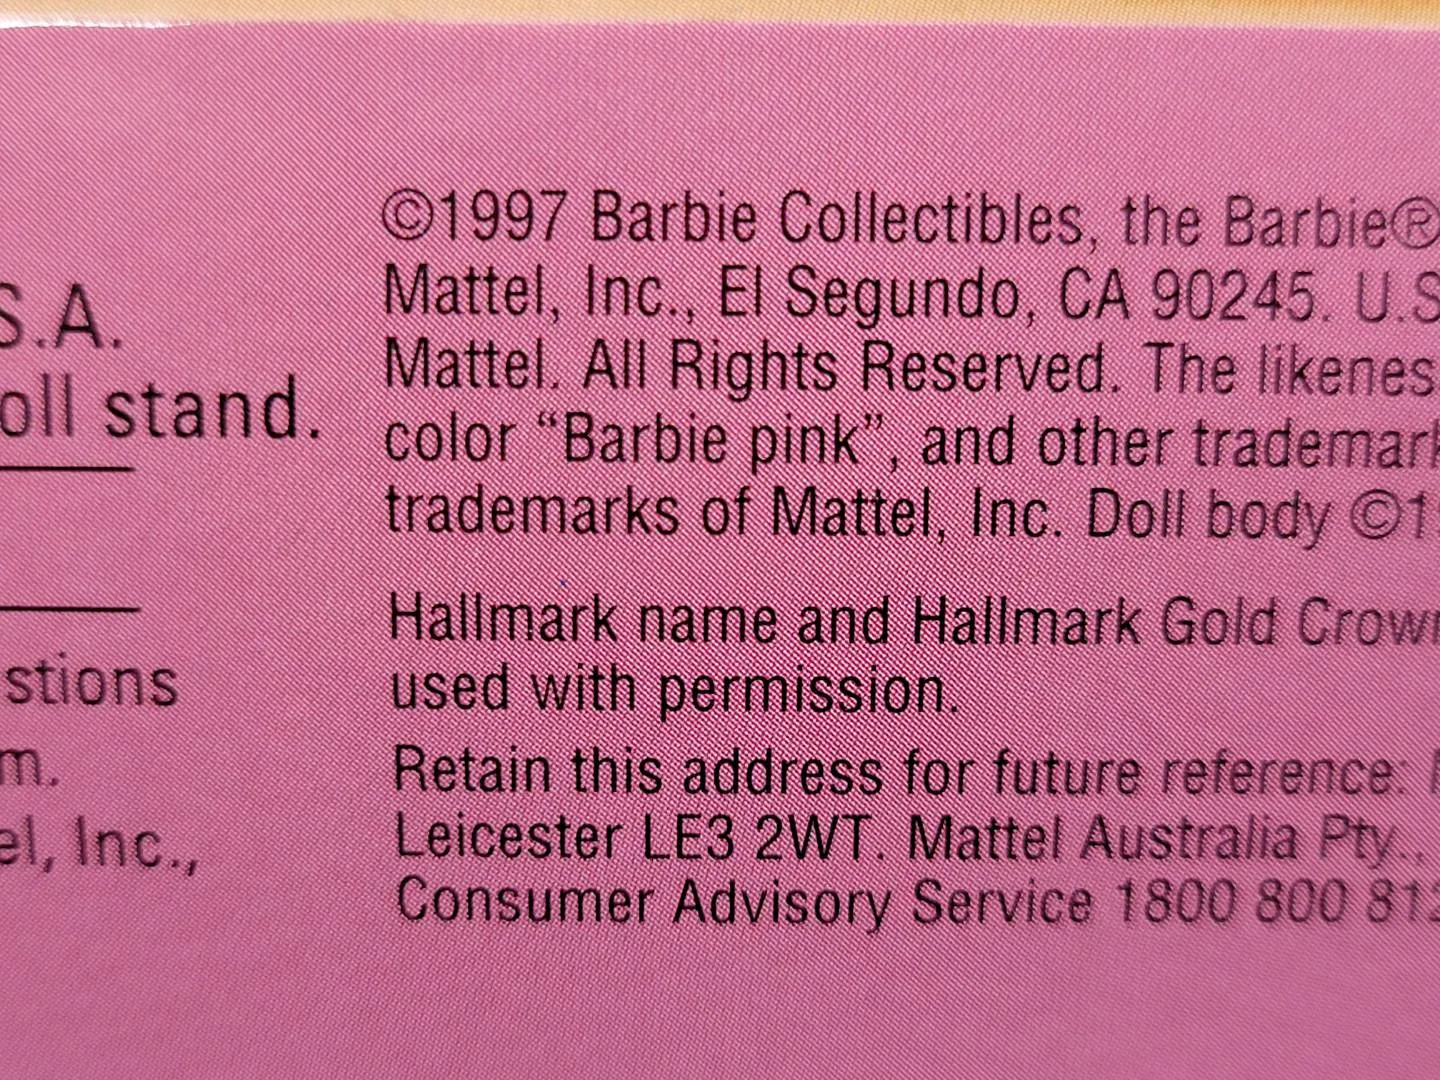 S.A.
oll stand.
stions
m.
el, Inc.,
©1997 Barbie Collectibles, the Barbie®
Mattel, Inc., El Segundo, CA 90245. U.S
Mattel. All Rights Reserved. The likenes
color “Barbie pink”, and other trademark
trademarks of Mattel, Inc. Doll body ©1
Hallmark name and Hallmark Gold Crown
used with permission.
Retain this address for future reference:
Leicester LE3 2WT. Mattel Australia Pty.,
Consumer Advisory Service 1800 800 812